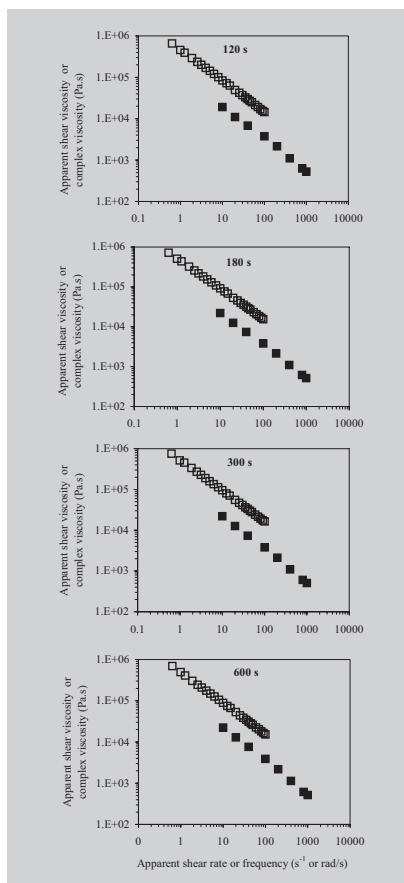 Apparent shear viscosity or
complex viscosity (Pa.s)
1.E+06
1.E+05
1.E+04
1.E+03
1.E+02
120 s
0.1 1 10 100 1000 10000
Apparent shear viscosity or
complex viscosity (Pa.s)
1.E+06
1.E+05
1.E+04
1.E+03
1.E+02
180 s
0.1 1 10 100 1000 10000
Apparent shear viscosity or
complex viscosity (Pa.s)
1.E+06
1.E+05
1.E+04
1.E+03
1.E+02
300 s
0.1 1 10 100 1000 10000
Apparent shear viscosity or
complex viscosity (Pa.s)
1.E+06
1.E+05
1.E+04
1.E+03
1.E+02
600 s
0 1 10 100 1000 10000
Apparent shear rate or frequency (s⁻¹ or rad/s)